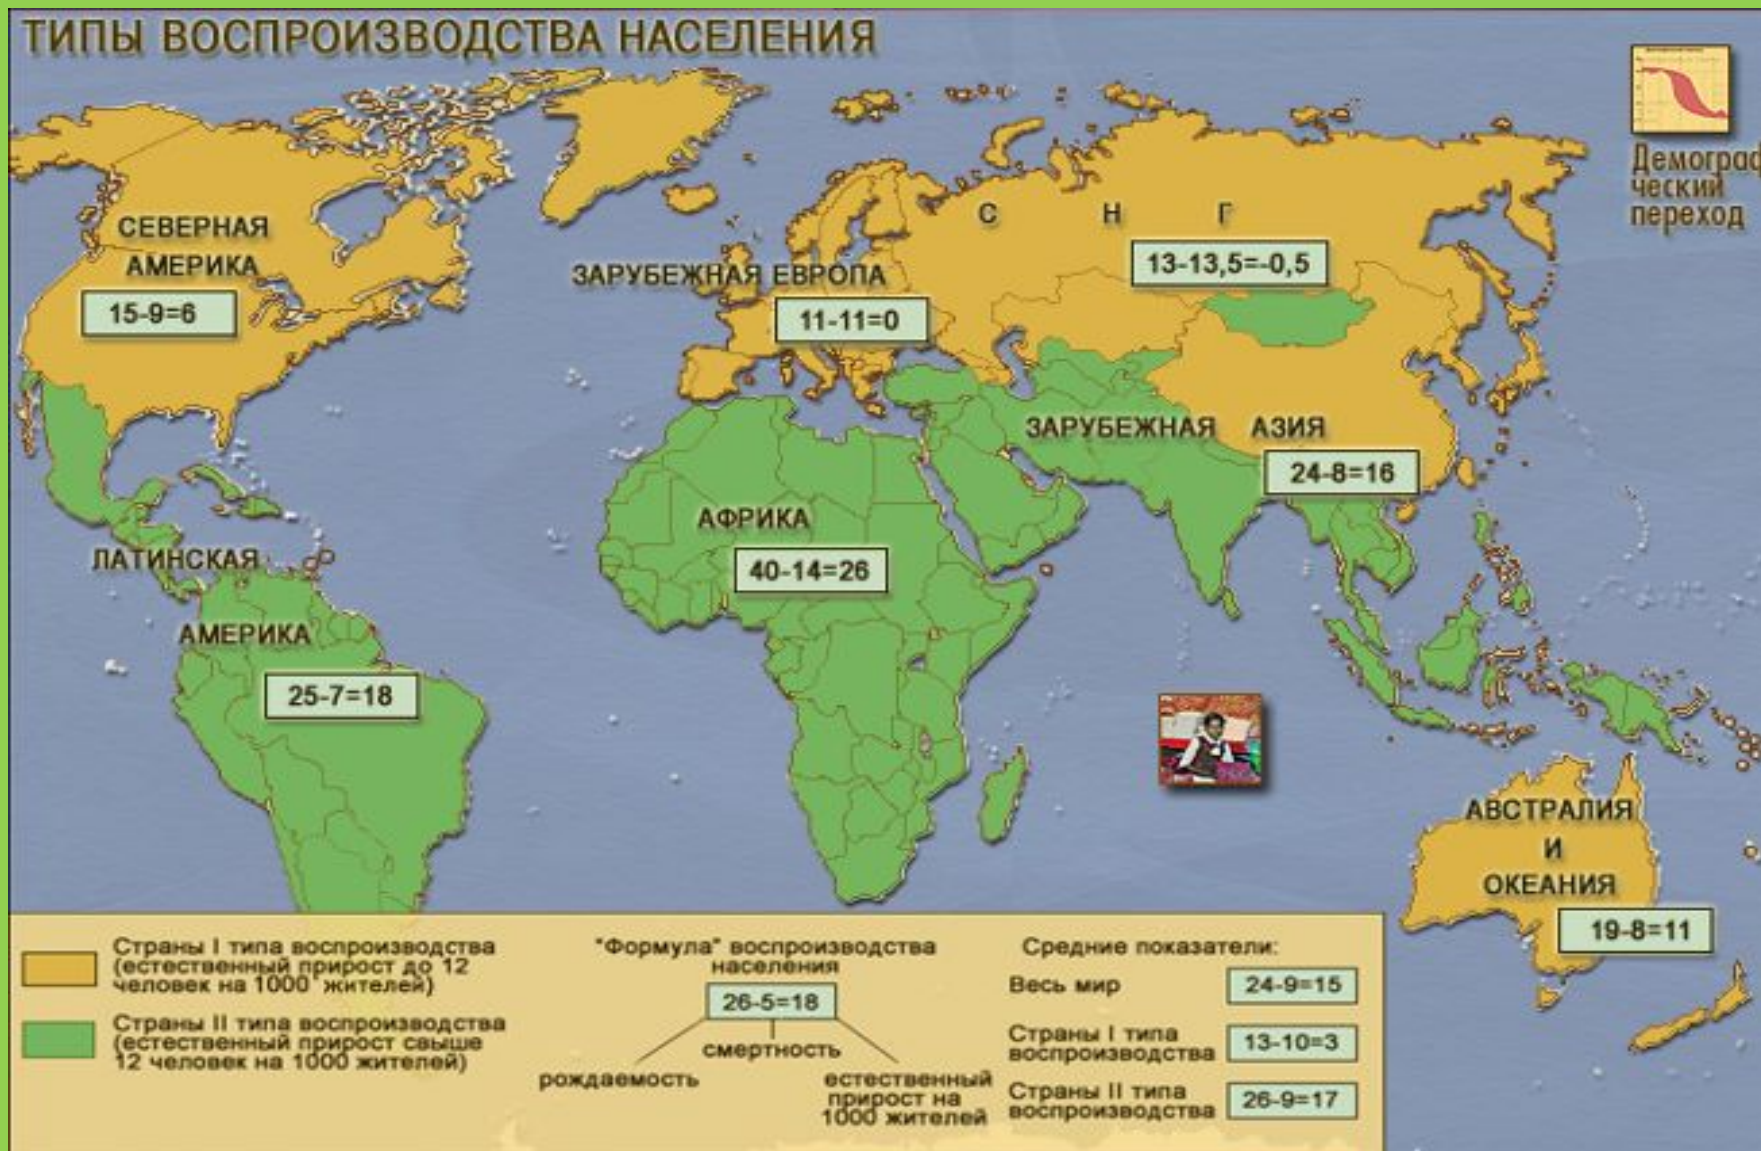 ТИПЫ ВОСПРОИЗВОДСТВА НАСЕЛЕНИЯ
Демограф
ческий
переход
СЕВЕРНАЯ
АМЕРИКА
15-9=6
ЗАРУБЕЖНАЯ ЕВРОПА
11-11=0
С Н Г
13-13,5=-0,5
ЗАРУБЕЖНАЯ АЗИЯ
24-8=16
АФРИКА
40-14=26
ЛАТИНСКАЯ
АМЕРИКА
25-7=18
АВСТРАЛИЯ
И
ОКЕАНИЯ
19-8=11
Страны I типа воспроизводства
(естественный прирост до 12
человек на 1000 жителей)
Страны II типа воспроизводства
(естественный прирост свыше
12 человек на 1000 жителей)
"Формула" воспроизводства
населения
26-5=18
рождаемость
смертность
естественный
прирост на
1000 жителей
Средние показатели:
Весь мир 24-9=15
Страны I типа
воспроизводства 13-10=3
Страны II типа
воспроизводства 26-9=17